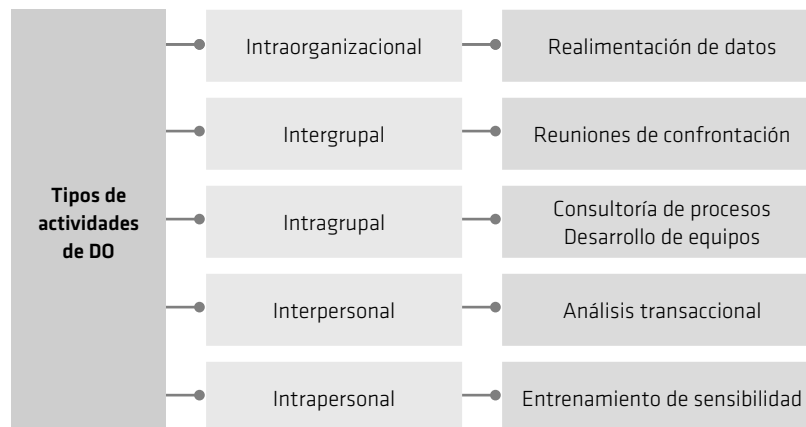 Tipos de
actividades
de DO
Intraorganizacional
Realimentación de datos
Intergrupal
Reuniones de confrontación
Intragrupal
Consultoría de procesos
Desarrollo de equipos
Interpersonal
Análisis transaccional
Intrapersonal
Entrenamiento de sensibilidad